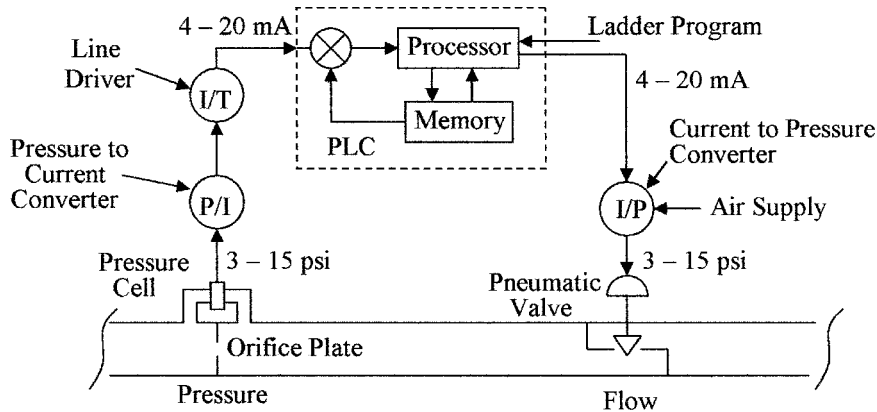 4 – 20 mA
Line
Driver
I/T
Processor
Memory
PLC
Ladder Program
4 – 20 mA
Pressure to
Current
Converter
P/I
Current to Pressure
Converter
I/P
Air Supply
3 – 15 psi
Pressure
Cell
3 – 15 psi
Pneumatic
Valve
Orifice Plate
Pressure
Flow